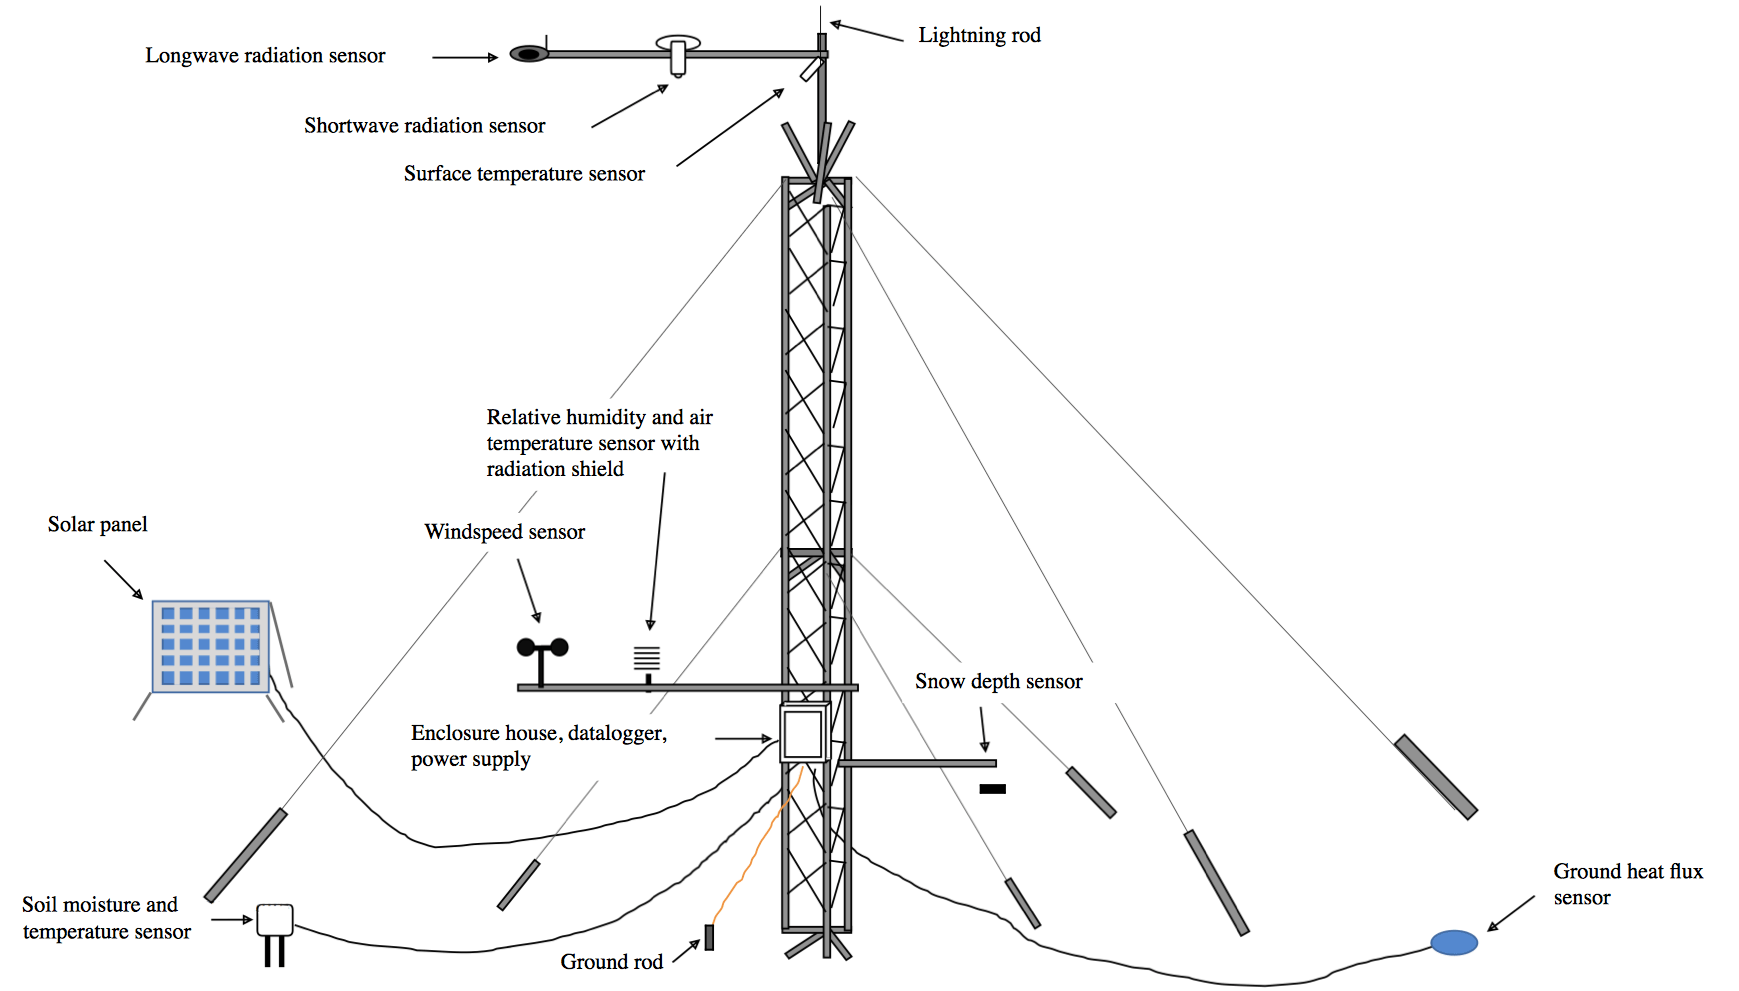 Lightning rod
Longwave radiation sensor
Shortwave radiation sensor
Surface temperature sensor
Relative humidity and air
temperature sensor with
radiation shield
Solar panel
Windspeed sensor
Snow depth sensor
Enclosure house, datalogger,
power supply
Ground heat flux
sensor
Soil moisture and
temperature sensor
Ground rod